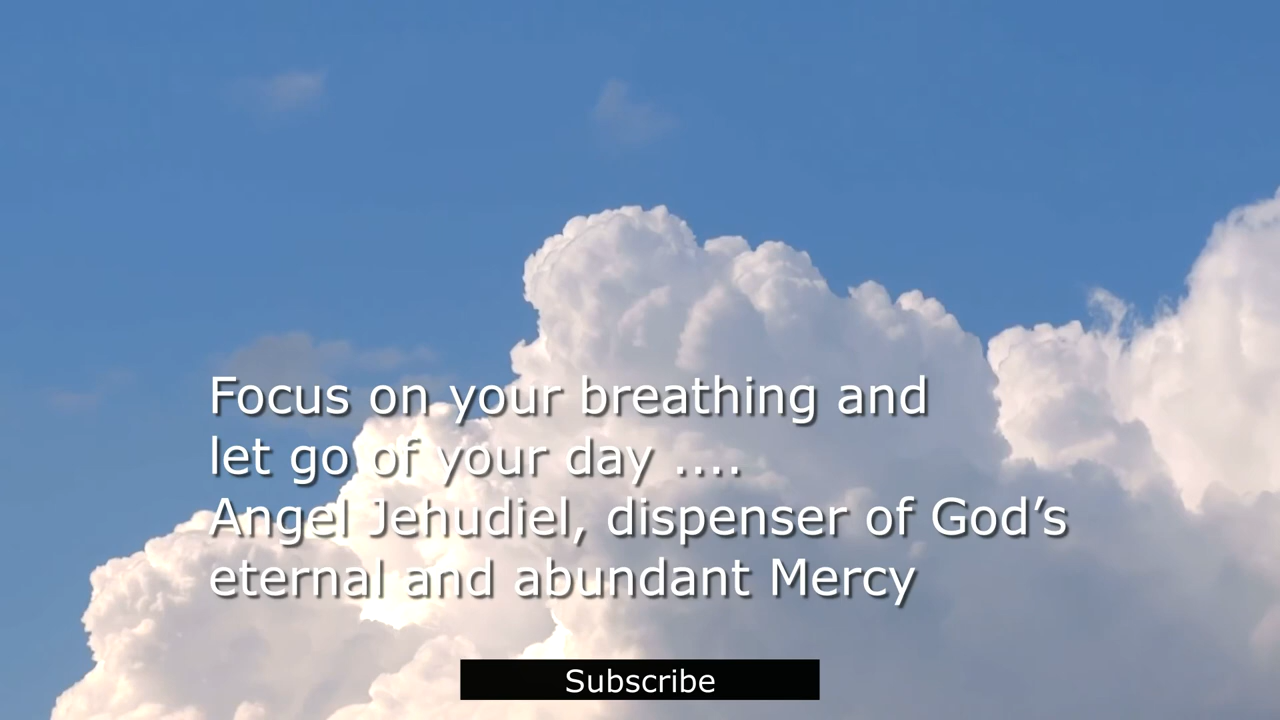 Focus on your breathing and
let go of your day ....
Angel Jehudiel, dispenser of God’s
eternal and abundant Mercy
Subscribe